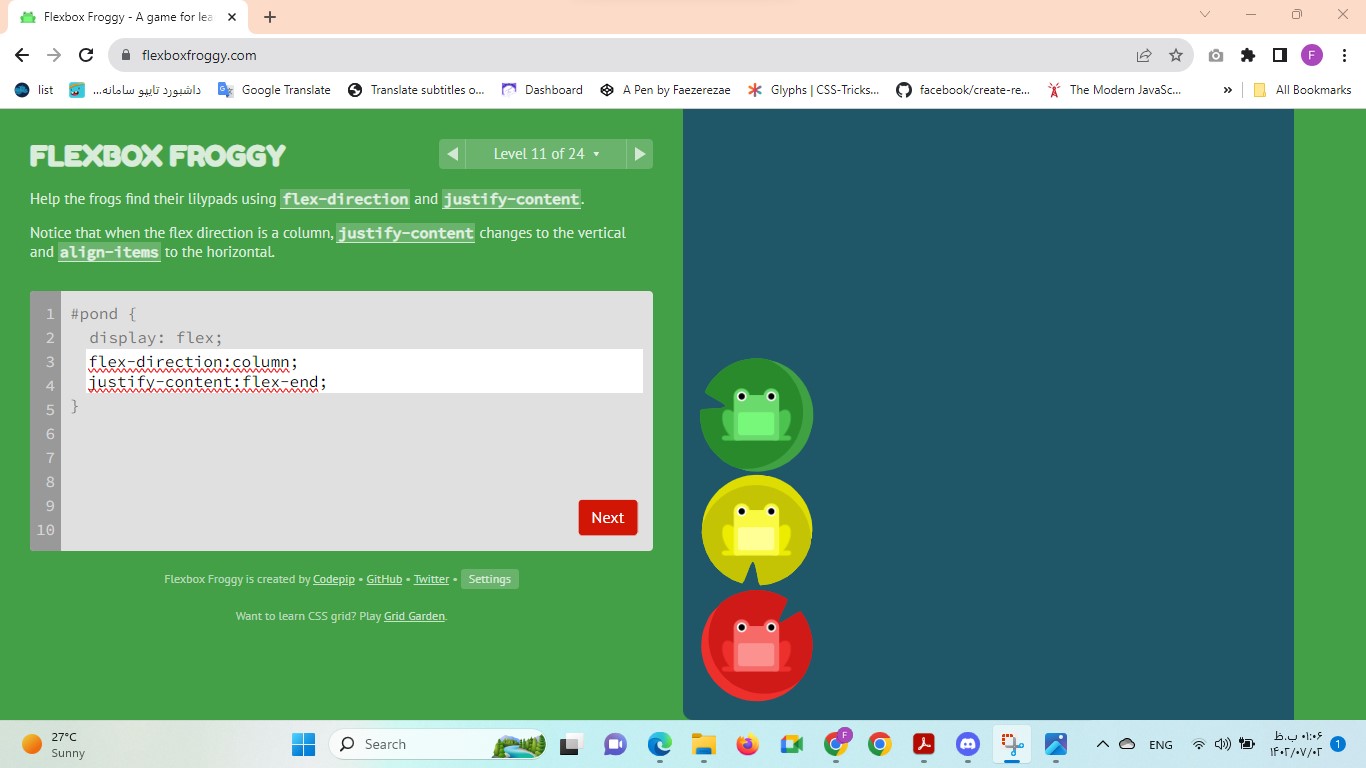 Flexbox Froggy - A game for lea
flexboxfroggy.com
F
list
داشبورد تاپیو سامانه...
Google Translate
Translate subtitles o...
Dashboard
A Pen by Faezerezae
Glyphs | CSS-Tricks...
facebook/create-re...
The Modern JavaSc...
»
All Bookmarks
FLEXBOX FROGGY
Level 11 of 24
Help the frogs find their lilypads using flex-direction and justify-content.
Notice that when the flex direction is a column, justify-content changes to the vertical
and align-items to the horizontal.
1 #pond {
2 display: flex;
3 flex-direction:column;
4 justify-content:flex-end;
5 }
6
7
8
9
10
Next
Flexbox Froggy is created by Codepip • GitHub • Twitter • Settings
Want to learn CSS grid? Play Grid Garden.
27°C
Sunny
Search
F
ENG
۰۱:۰۶ ب.ظ
۱۴۰۲/۰۷/۰۲
1